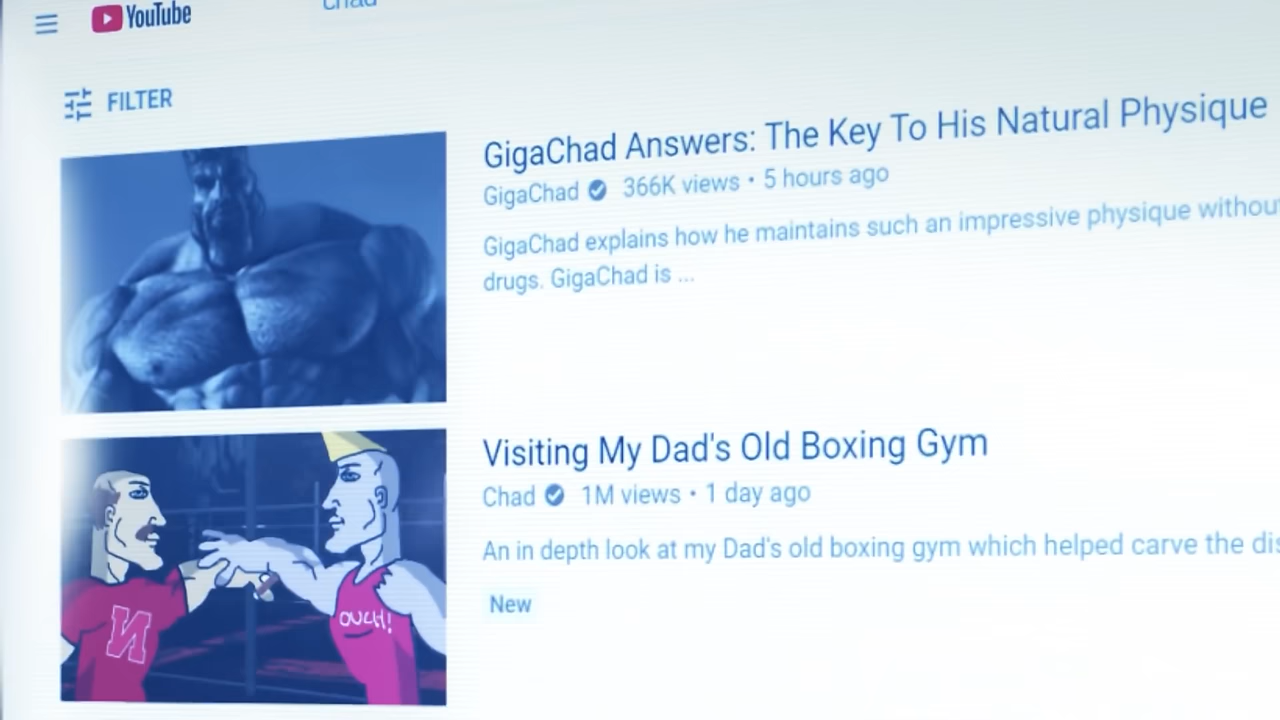 YouTube
chad
FILTER
GigaChad Answers: The Key To His Natural Physique
GigaChad 366K views • 5 hours ago
GigaChad explains how he maintains such an impressive physique without
drugs. GigaChad is ...
Visiting My Dad's Old Boxing Gym
Chad 1M views • 1 day ago
An in depth look at my Dad's old boxing gym which helped carve the
New
N
OUCH!